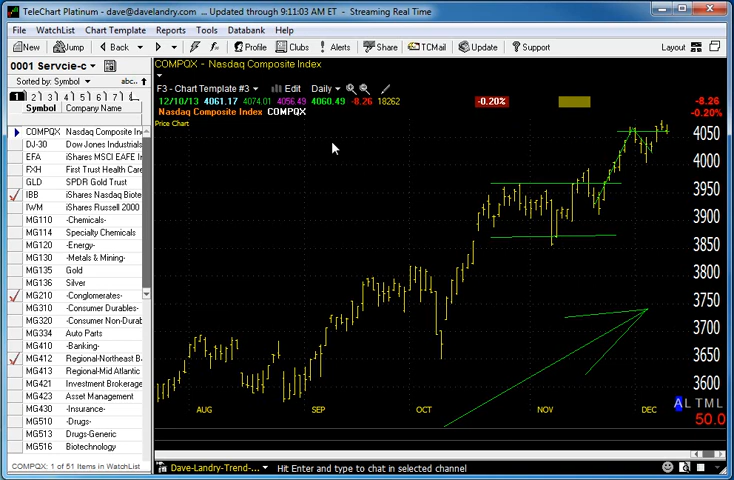 TeleChart Platinum - dave@davelandry.com ... Updated through 9:11:03 AM ET - Streaming Real Time
File WatchList Chart Template Reports Tools Databank Help
New Jump Back Profile Clubs Alerts Share TCMail Update Support Layout
0001 Servcie-c
Sorted by: Symbol abc..
1 2 3 4 5 6 7 8 9
Symbol Company Name
COMPQX Nasdaq Composite In
DJ-30 Dow Jones Industrials
EFA iShares MSCI EAFE In
FXH First Trust Health Care
GLD SPDR Gold Trust
IBB iShares Nasdaq Biote
IWM iShares Russell 2000
MG110 -Chemicals-
MG114 Specialty Chemicals
MG120 -Energy-
MG130 -Metals & Mining-
MG135 Gold
MG136 Silver
MG210 -Conglomerates-
MG310 -Consumer Durables-
MG320 -Consumer Non-Durab
MG334 Auto Parts
MG410 -Banking-
MG412 Regional-Northeast B
MG413 Regional-Mid Atlantic
MG421 Investment Brokerage
MG423 Asset Management
MG430 -Insurance-
MG510 -Drugs-
MG513 Drugs-Generic
MG516 Biotechnology
COMPQX: 1 of 51 Items in WatchList
COMPQX - Nasdaq Composite Index
F3 - Chart Template #3 Edit Daily
12/10/13 4061.17 4074.01 4056.49 4060.49 -8.26 18262 -0.20% -8.26
-0.20%
Nasdaq Composite Index COMPQX
Price Chart
4050
4000
3950
3900
3850
3800
3750
3700
3650
3600
A L T M L
50.0
AUG SEP OCT NOV DEC
Dave-Landry-Trend-... Hit Enter and type to chat in selected channel